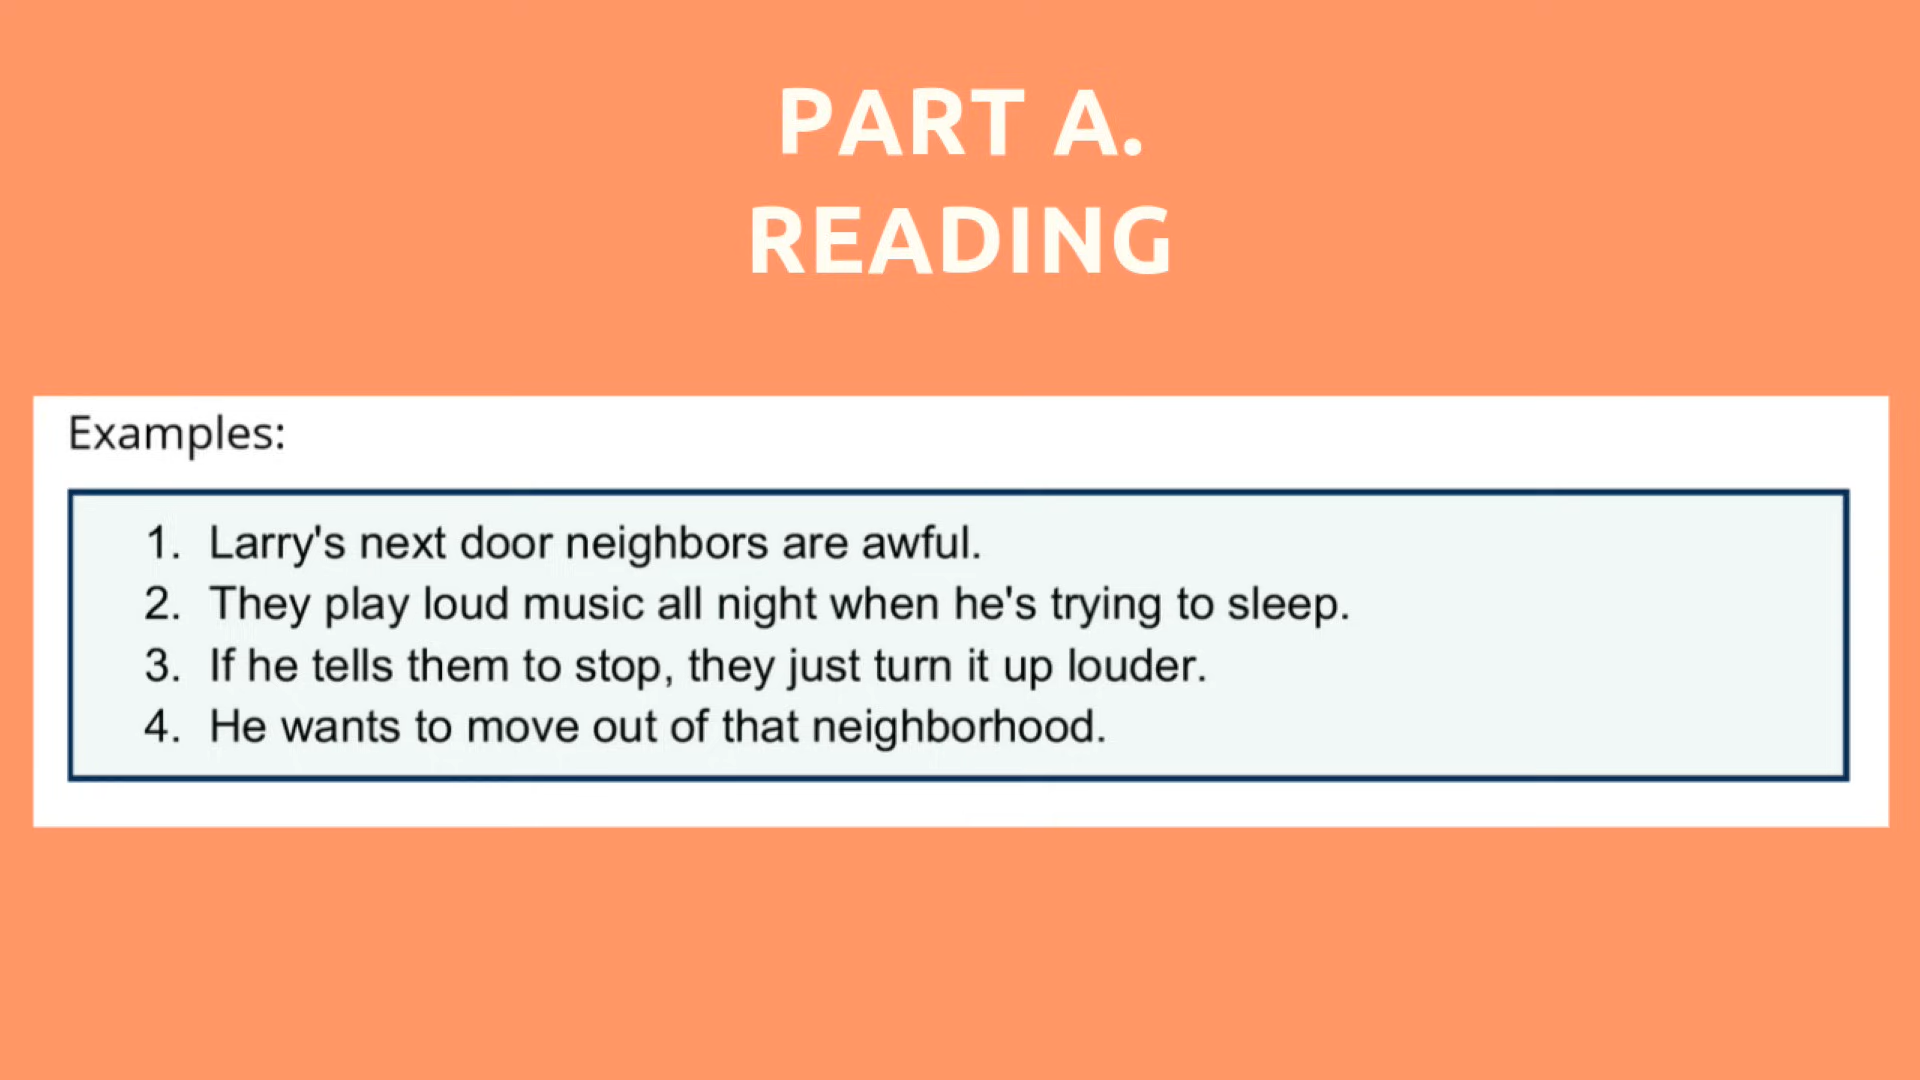 PART A.
READING
Examples:
1. Larry's next door neighbors are awful.
2. They play loud music all night when he's trying to sleep.
3. If he tells them to stop, they just turn it up louder.
4. He wants to move out of that neighborhood.